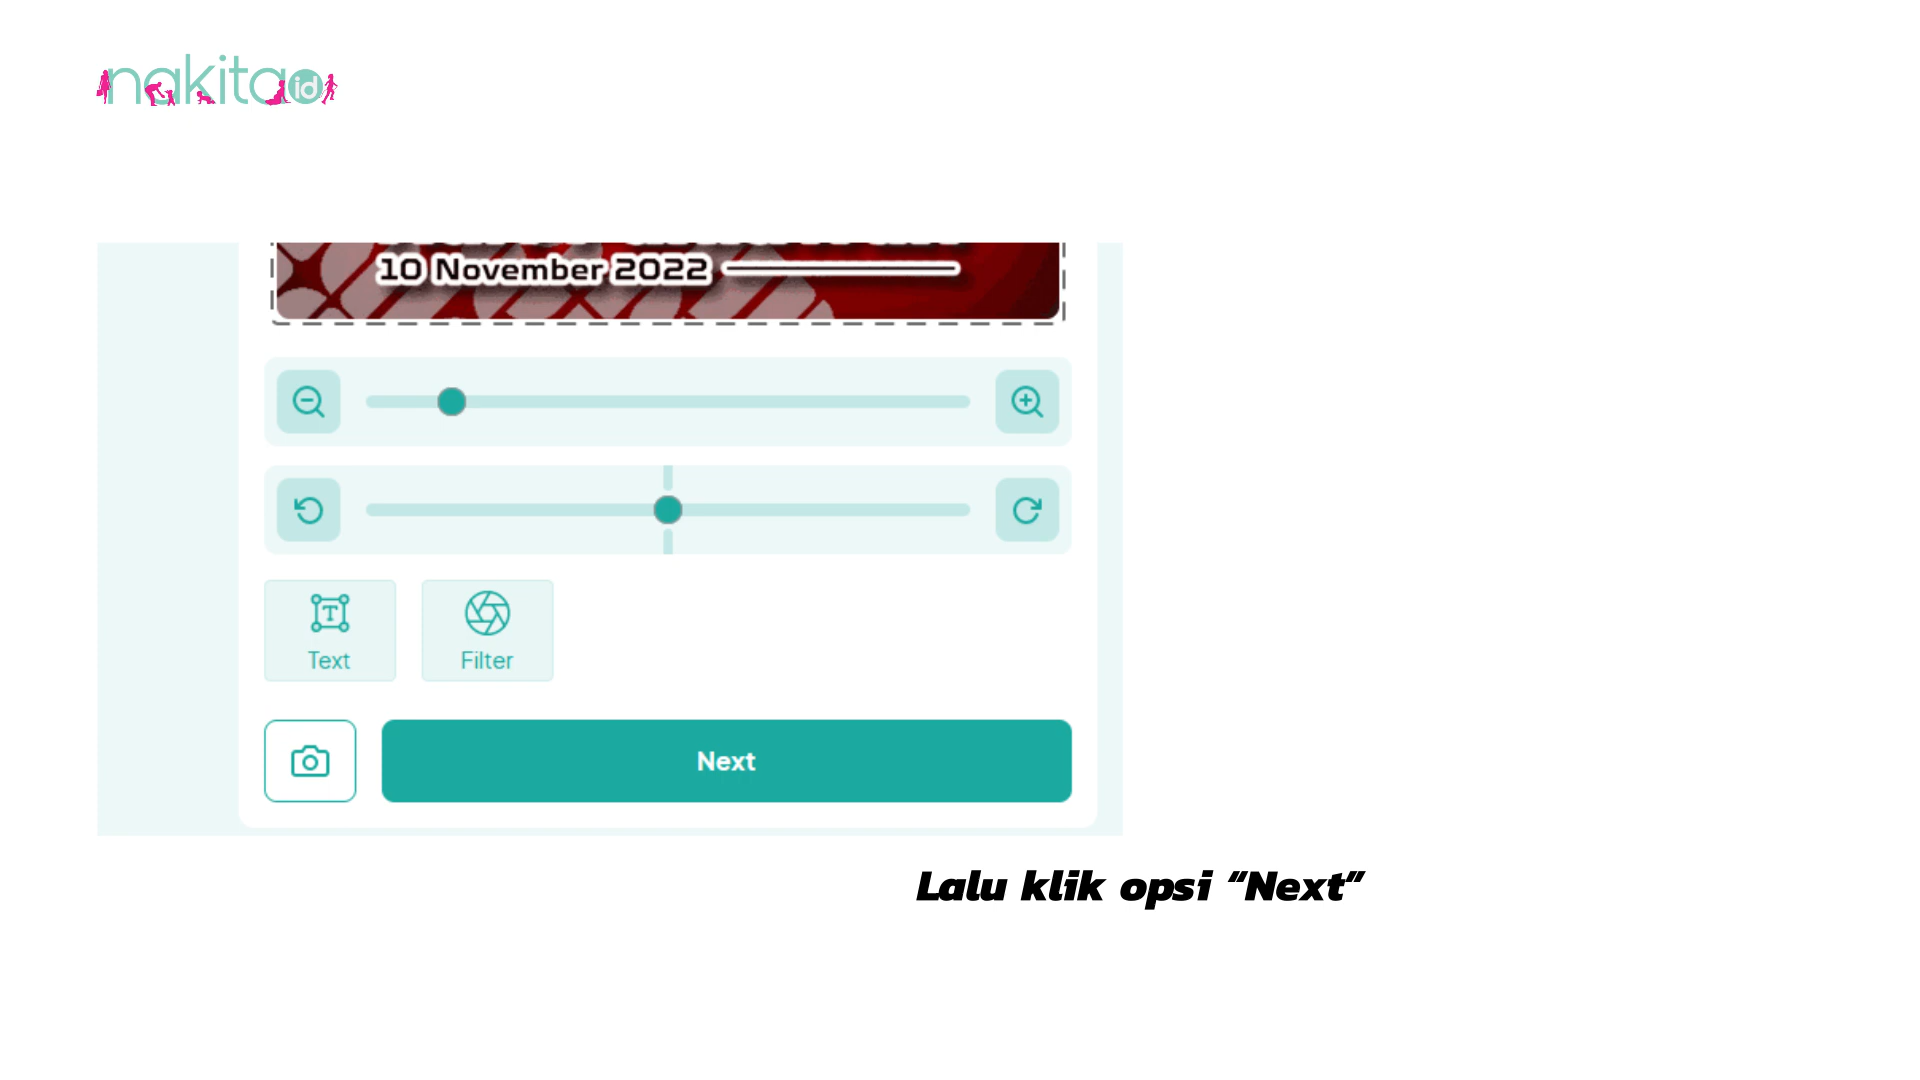 nakita id
10 November 2022
Text
Filter
Next
Lalu klik opsi “Next”